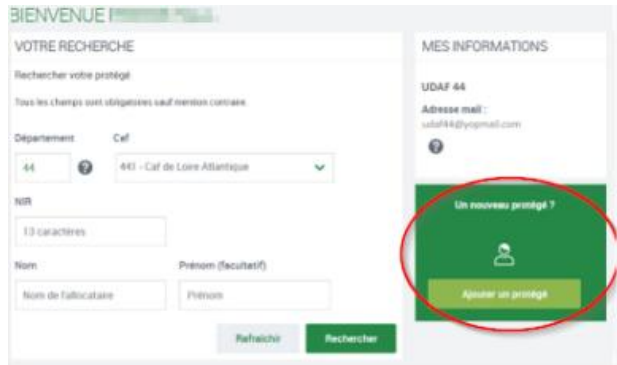 BIENVENUE
VOTRE RECHERCHE
Rechercher votre protégé
Tous les champs sont obligatoires sauf mention contraire.
Département Caf
44 ? 441 - Caf de Loire Atlantique
NIR
13 caractères
Nom Prénom (facultatif)
Nom de l'allocataire Prénom
Rafraichir Rechercher
MES INFORMATIONS
UDAF 44
Adresse mail :
udaf44@yopmail.com
?
Un nouveau protégé ?
Ajouter un protégé